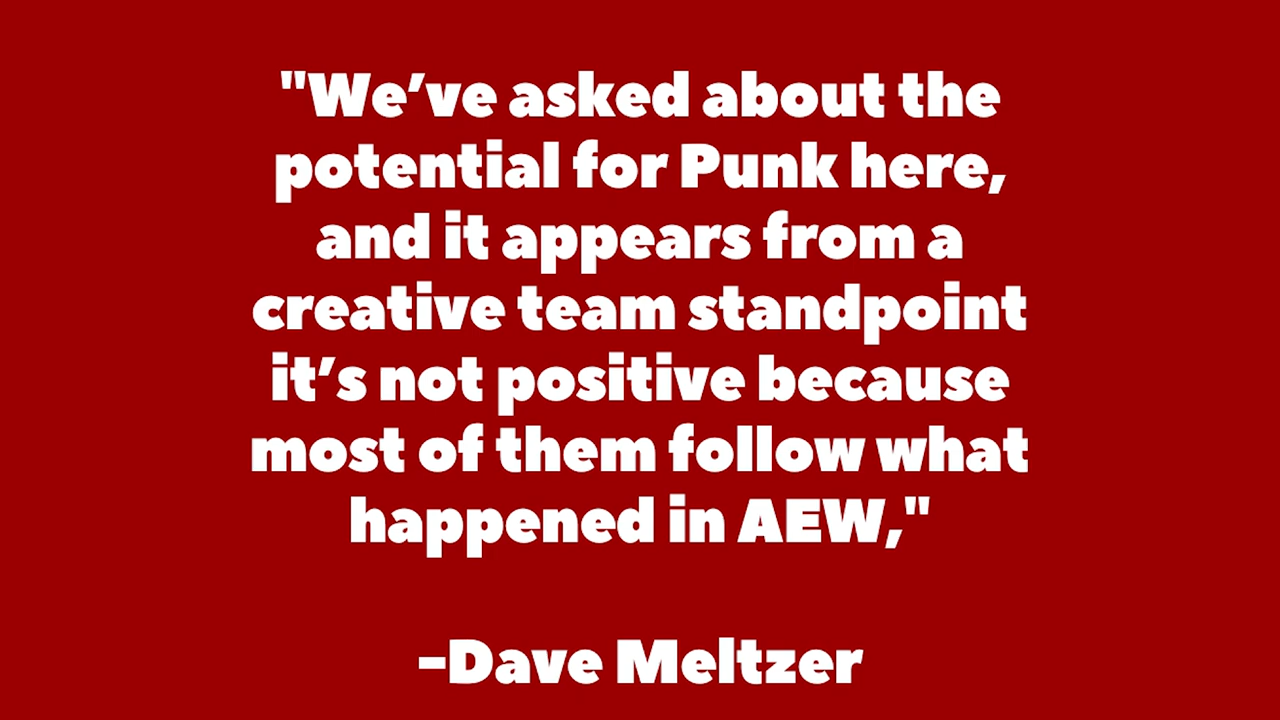 "We’ve asked about the
potential for Punk here,
and it appears from a
creative team standpoint
it’s not positive because
most of them follow what
happened in AEW,"
–Dave Meltzer